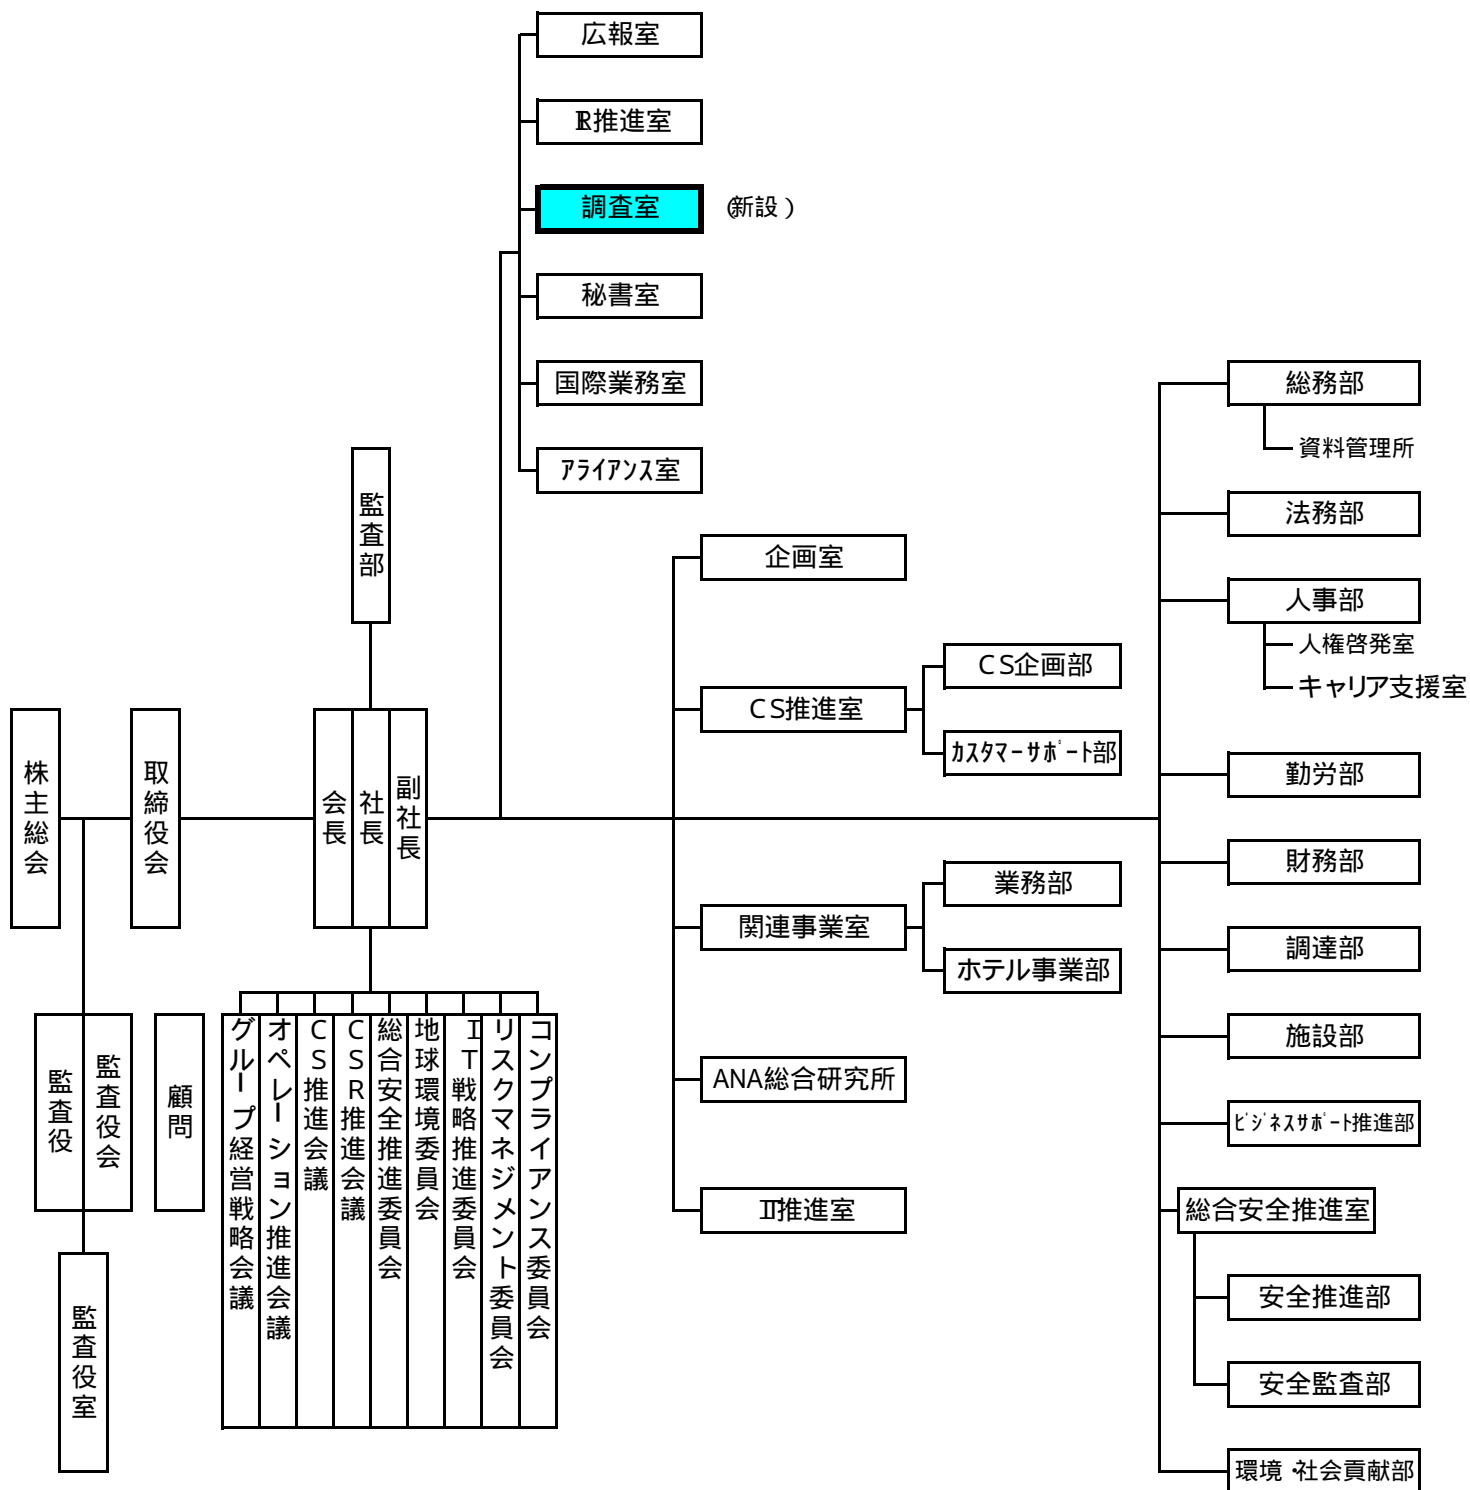 広報室
IR推進室
調査室
(新設)
秘書室
国際業務室
アライアンス室
監査部
株主総会
取締役会
会長
社長
副社長
監査役
監査役会
顧問
監査役室
グループ経営戦略会議
オペレーション推進会議
CS推進会議
CSR推進会議
総合安全推進委員会
地球環境委員会
IT戦略推進委員会
リスクマネジメント委員会
コンプライアンス委員会
企画室
CS推進室
CS企画部
カスタマーサポート部
関連事業室
業務部
ホテル事業部
ANA総合研究所
IT推進室
総務部
資料管理所
法務部
人事部
人権啓発室
キャリア支援室
勤労部
財務部
調達部
施設部
ビジネスサポート推進部
総合安全推進室
安全推進部
安全監査部
環境・社会貢献部